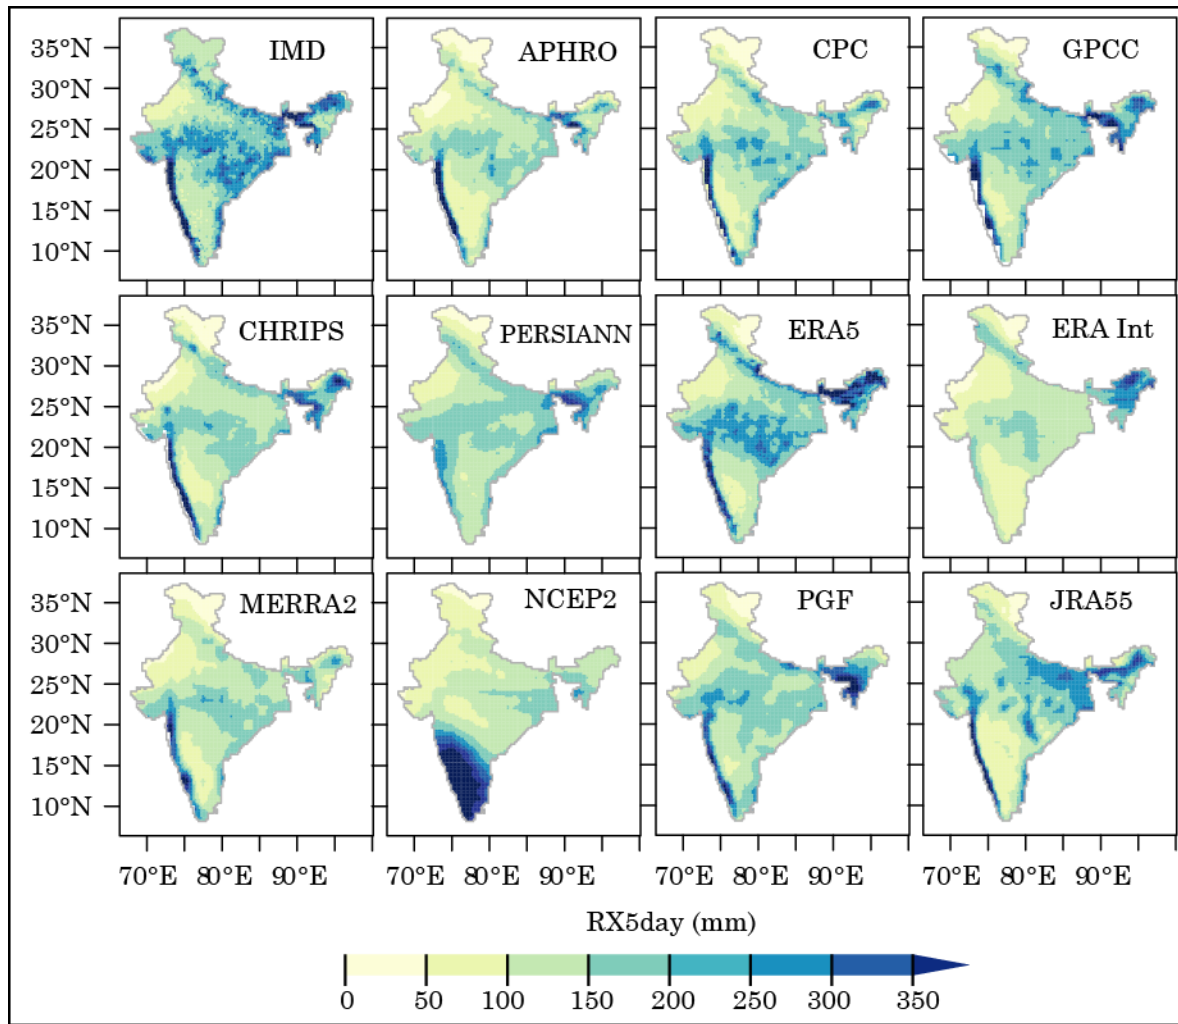 35°N IMD APHRO CPC GPCC
30°N
25°N
20°N
15°N
10°N
35°N CHRIPS PERSIANN ERA5 ERA Int
30°N
25°N
20°N
15°N
10°N
35°N MERRA2 NCEP2 PGF JRA55
30°N
25°N
20°N
15°N
10°N
70°E 80°E 90°E 70°E 80°E 90°E 70°E 80°E 90°E 70°E 80°E 90°E
RX5day (mm)
0 50 100 150 200 250 300 350